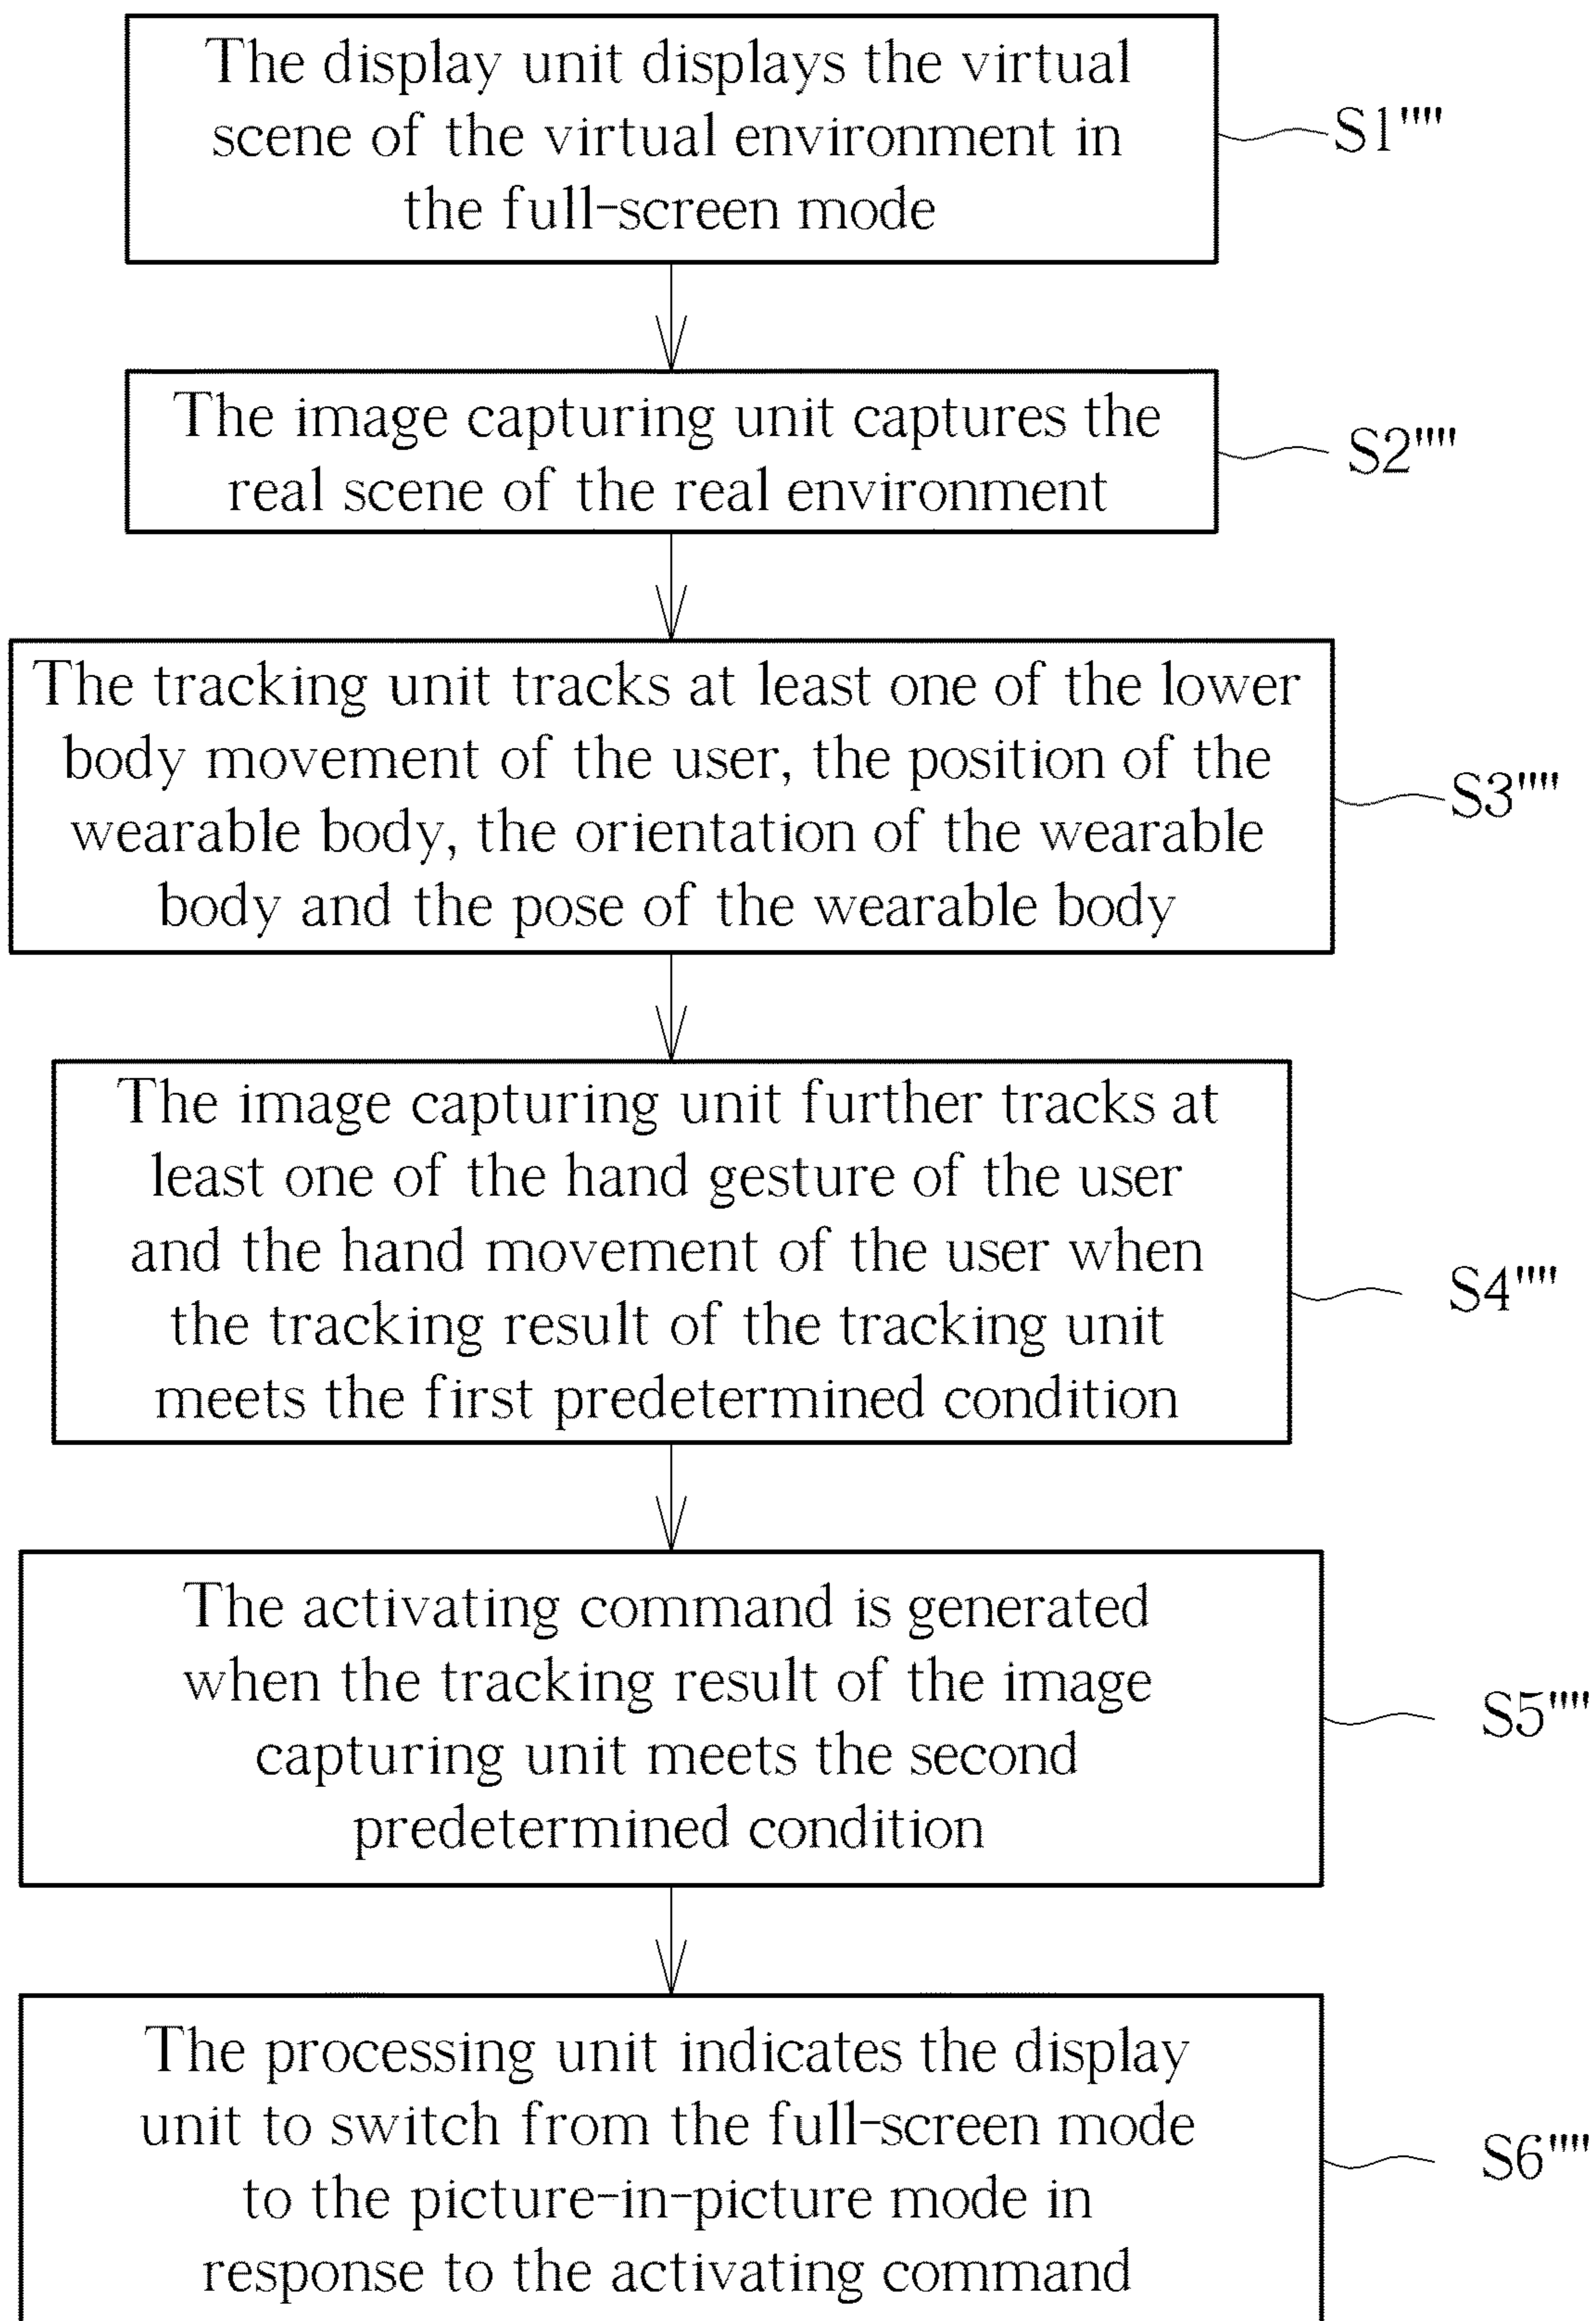 The display unit displays the virtual
scene of the virtual environment in
the full-screen mode
S1""
The image capturing unit captures the
real scene of the real environment
S2""
The tracking unit tracks at least one of the lower
body movement of the user, the position of the
wearable body, the orientation of the wearable
body and the pose of the wearable body
S3""
The image capturing unit further tracks at
least one of the hand gesture of the user
and the hand movement of the user when
the tracking result of the tracking unit
meets the first predetermined condition
S4""
The activating command is generated
when the tracking result of the image
capturing unit meets the second
predetermined condition
S5""
The processing unit indicates the display
unit to switch from the full-screen mode
to the picture-in-picture mode in
response to the activating command
S6""